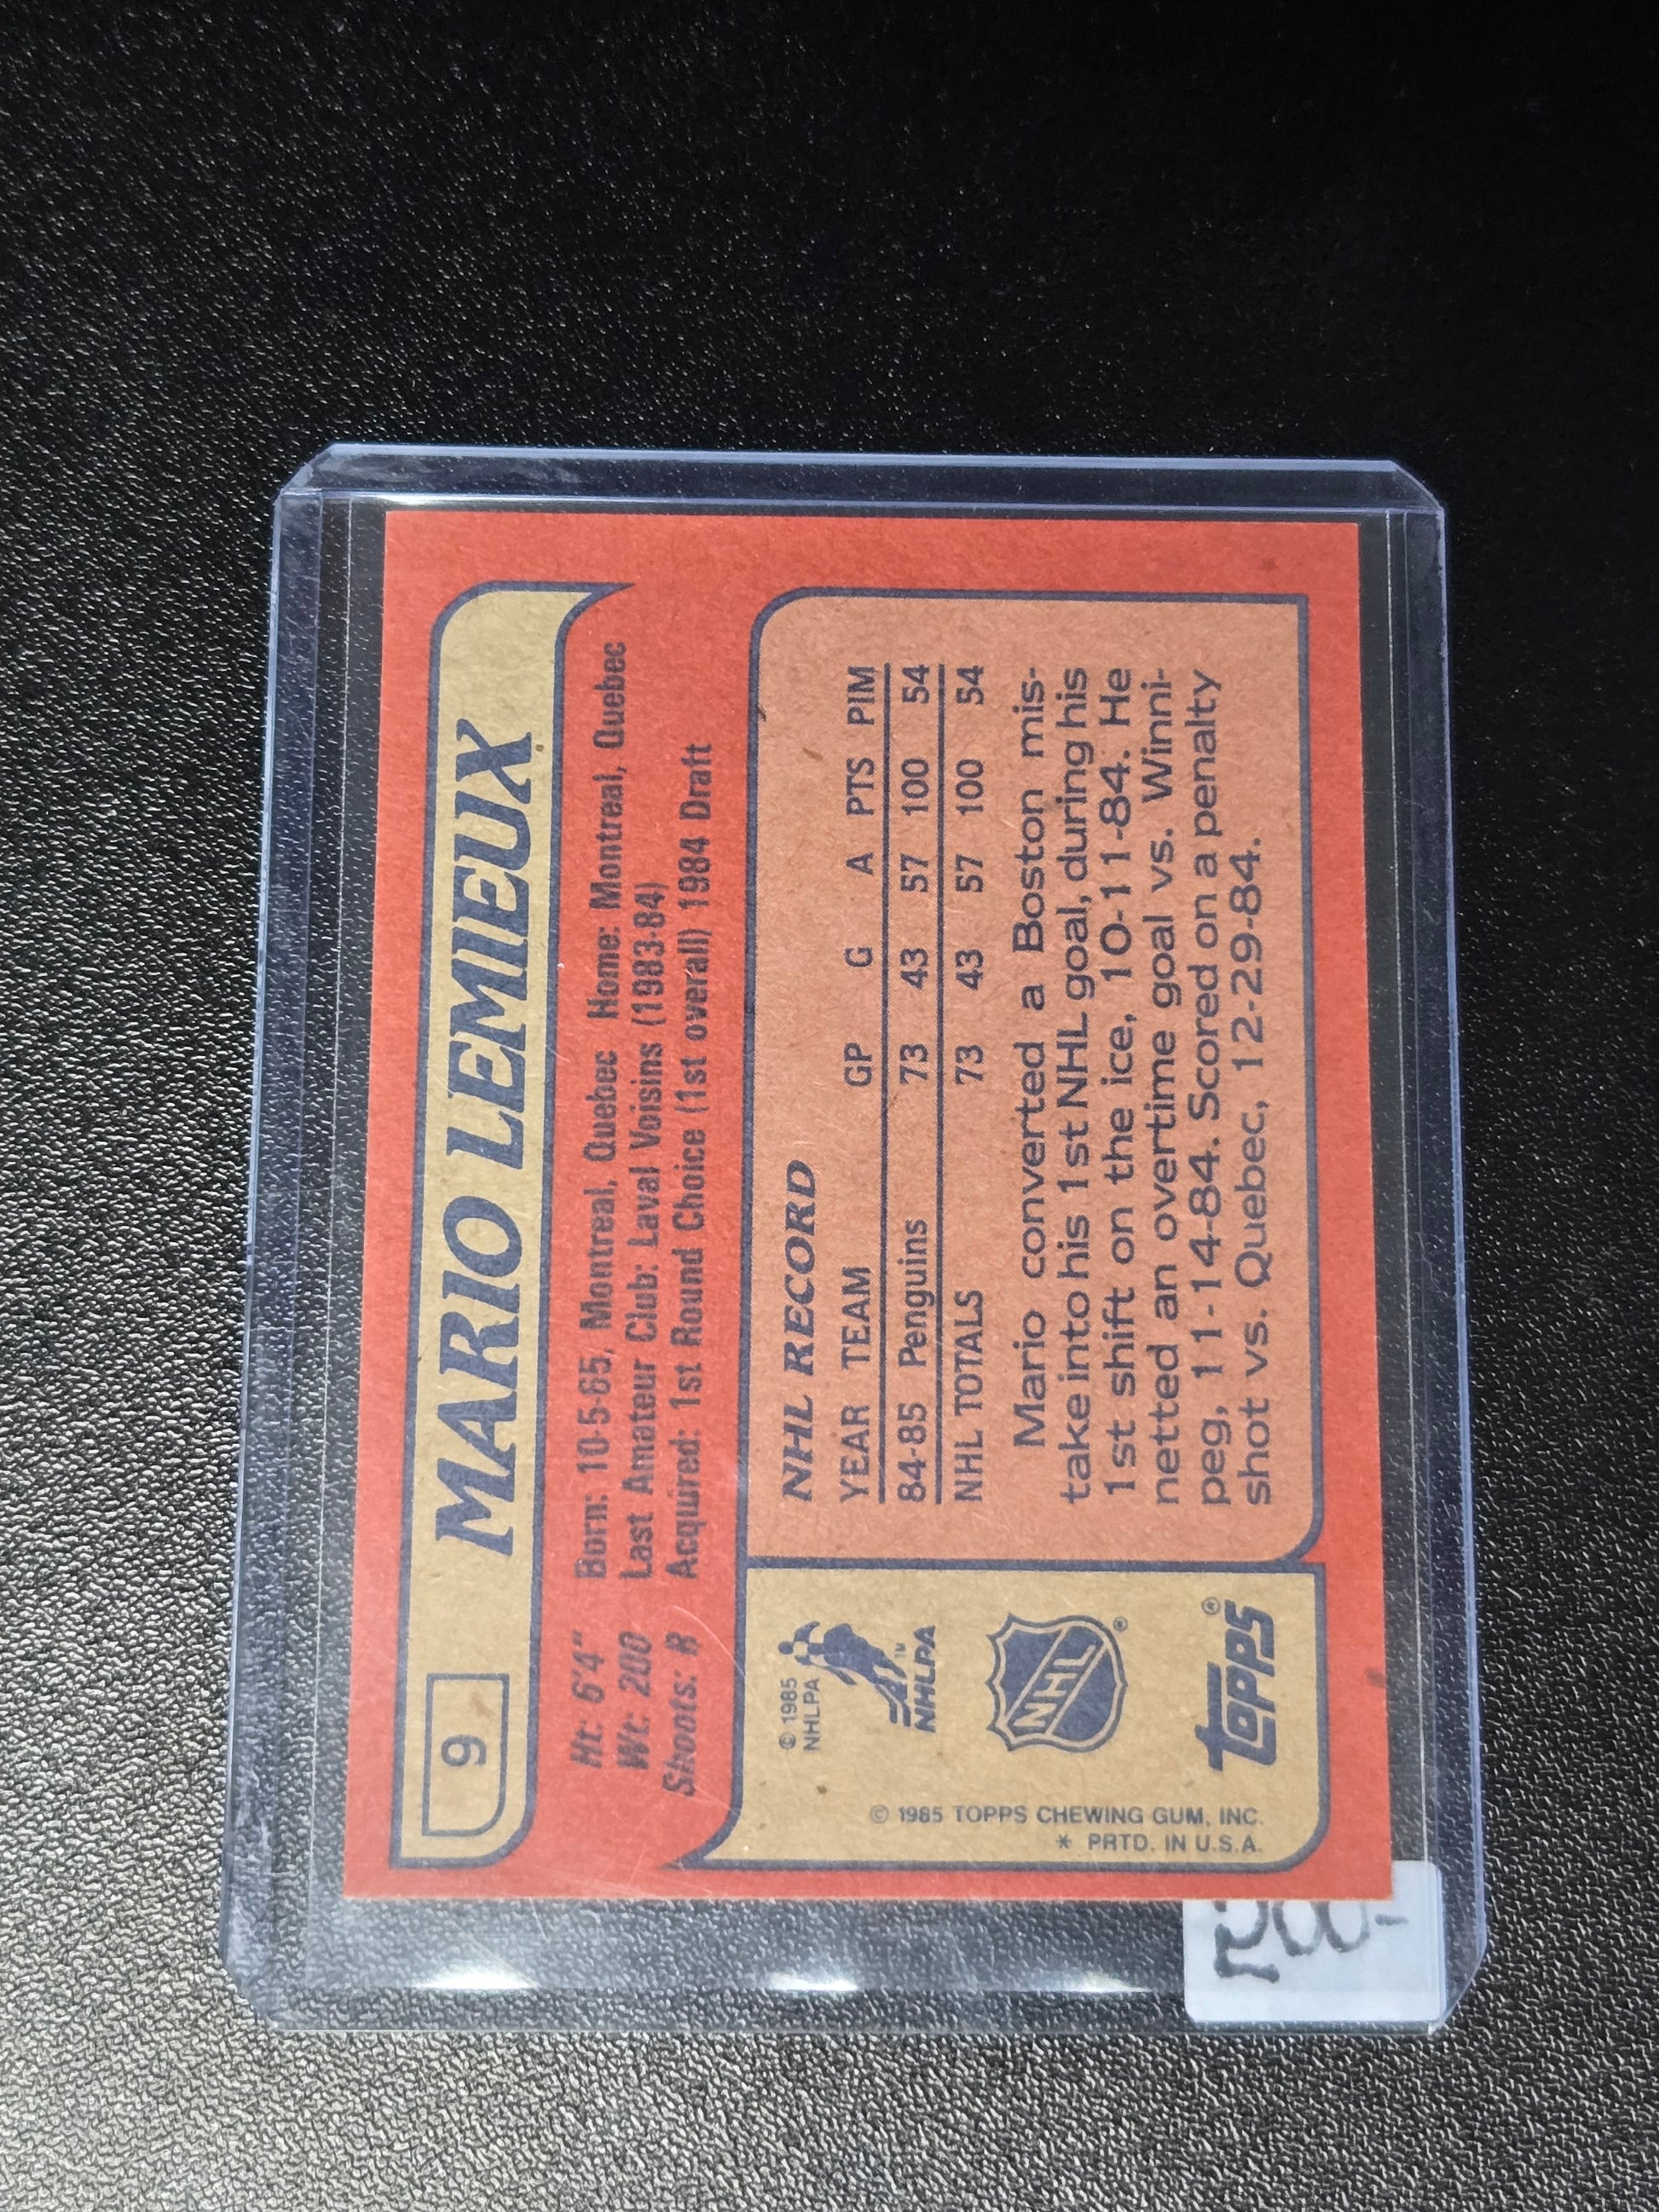 9
MARIO LEMIEUX
Ht: 6'4" Born: 10-5-65, Montreal, Quebec Home: Montreal, Quebec
Wt: 200 Last Amateur Club: Laval Voisins (1983-84)
Shoots: R Acquired: 1st Round Choice (1st overall) 1984 Draft
© 1985
NHLPA
NHLPA™
NHL®
TOPPS®
© 1985 TOPPS CHEWING GUM, INC.
* PRTD. IN U.S.A.
NHL RECORD
YEAR TEAM GP G A PTS PIM
84-85 Penguins 73 43 57 100 54
NHL TOTALS 73 43 57 100 54
Mario converted a Boston mis-
take into his 1st NHL goal, during his
1st shift on the ice, 10-11-84. He
netted an overtime goal vs. Winni-
peg, 11-14-84. Scored on a penalty
shot vs. Quebec, 12-29-84.
200-